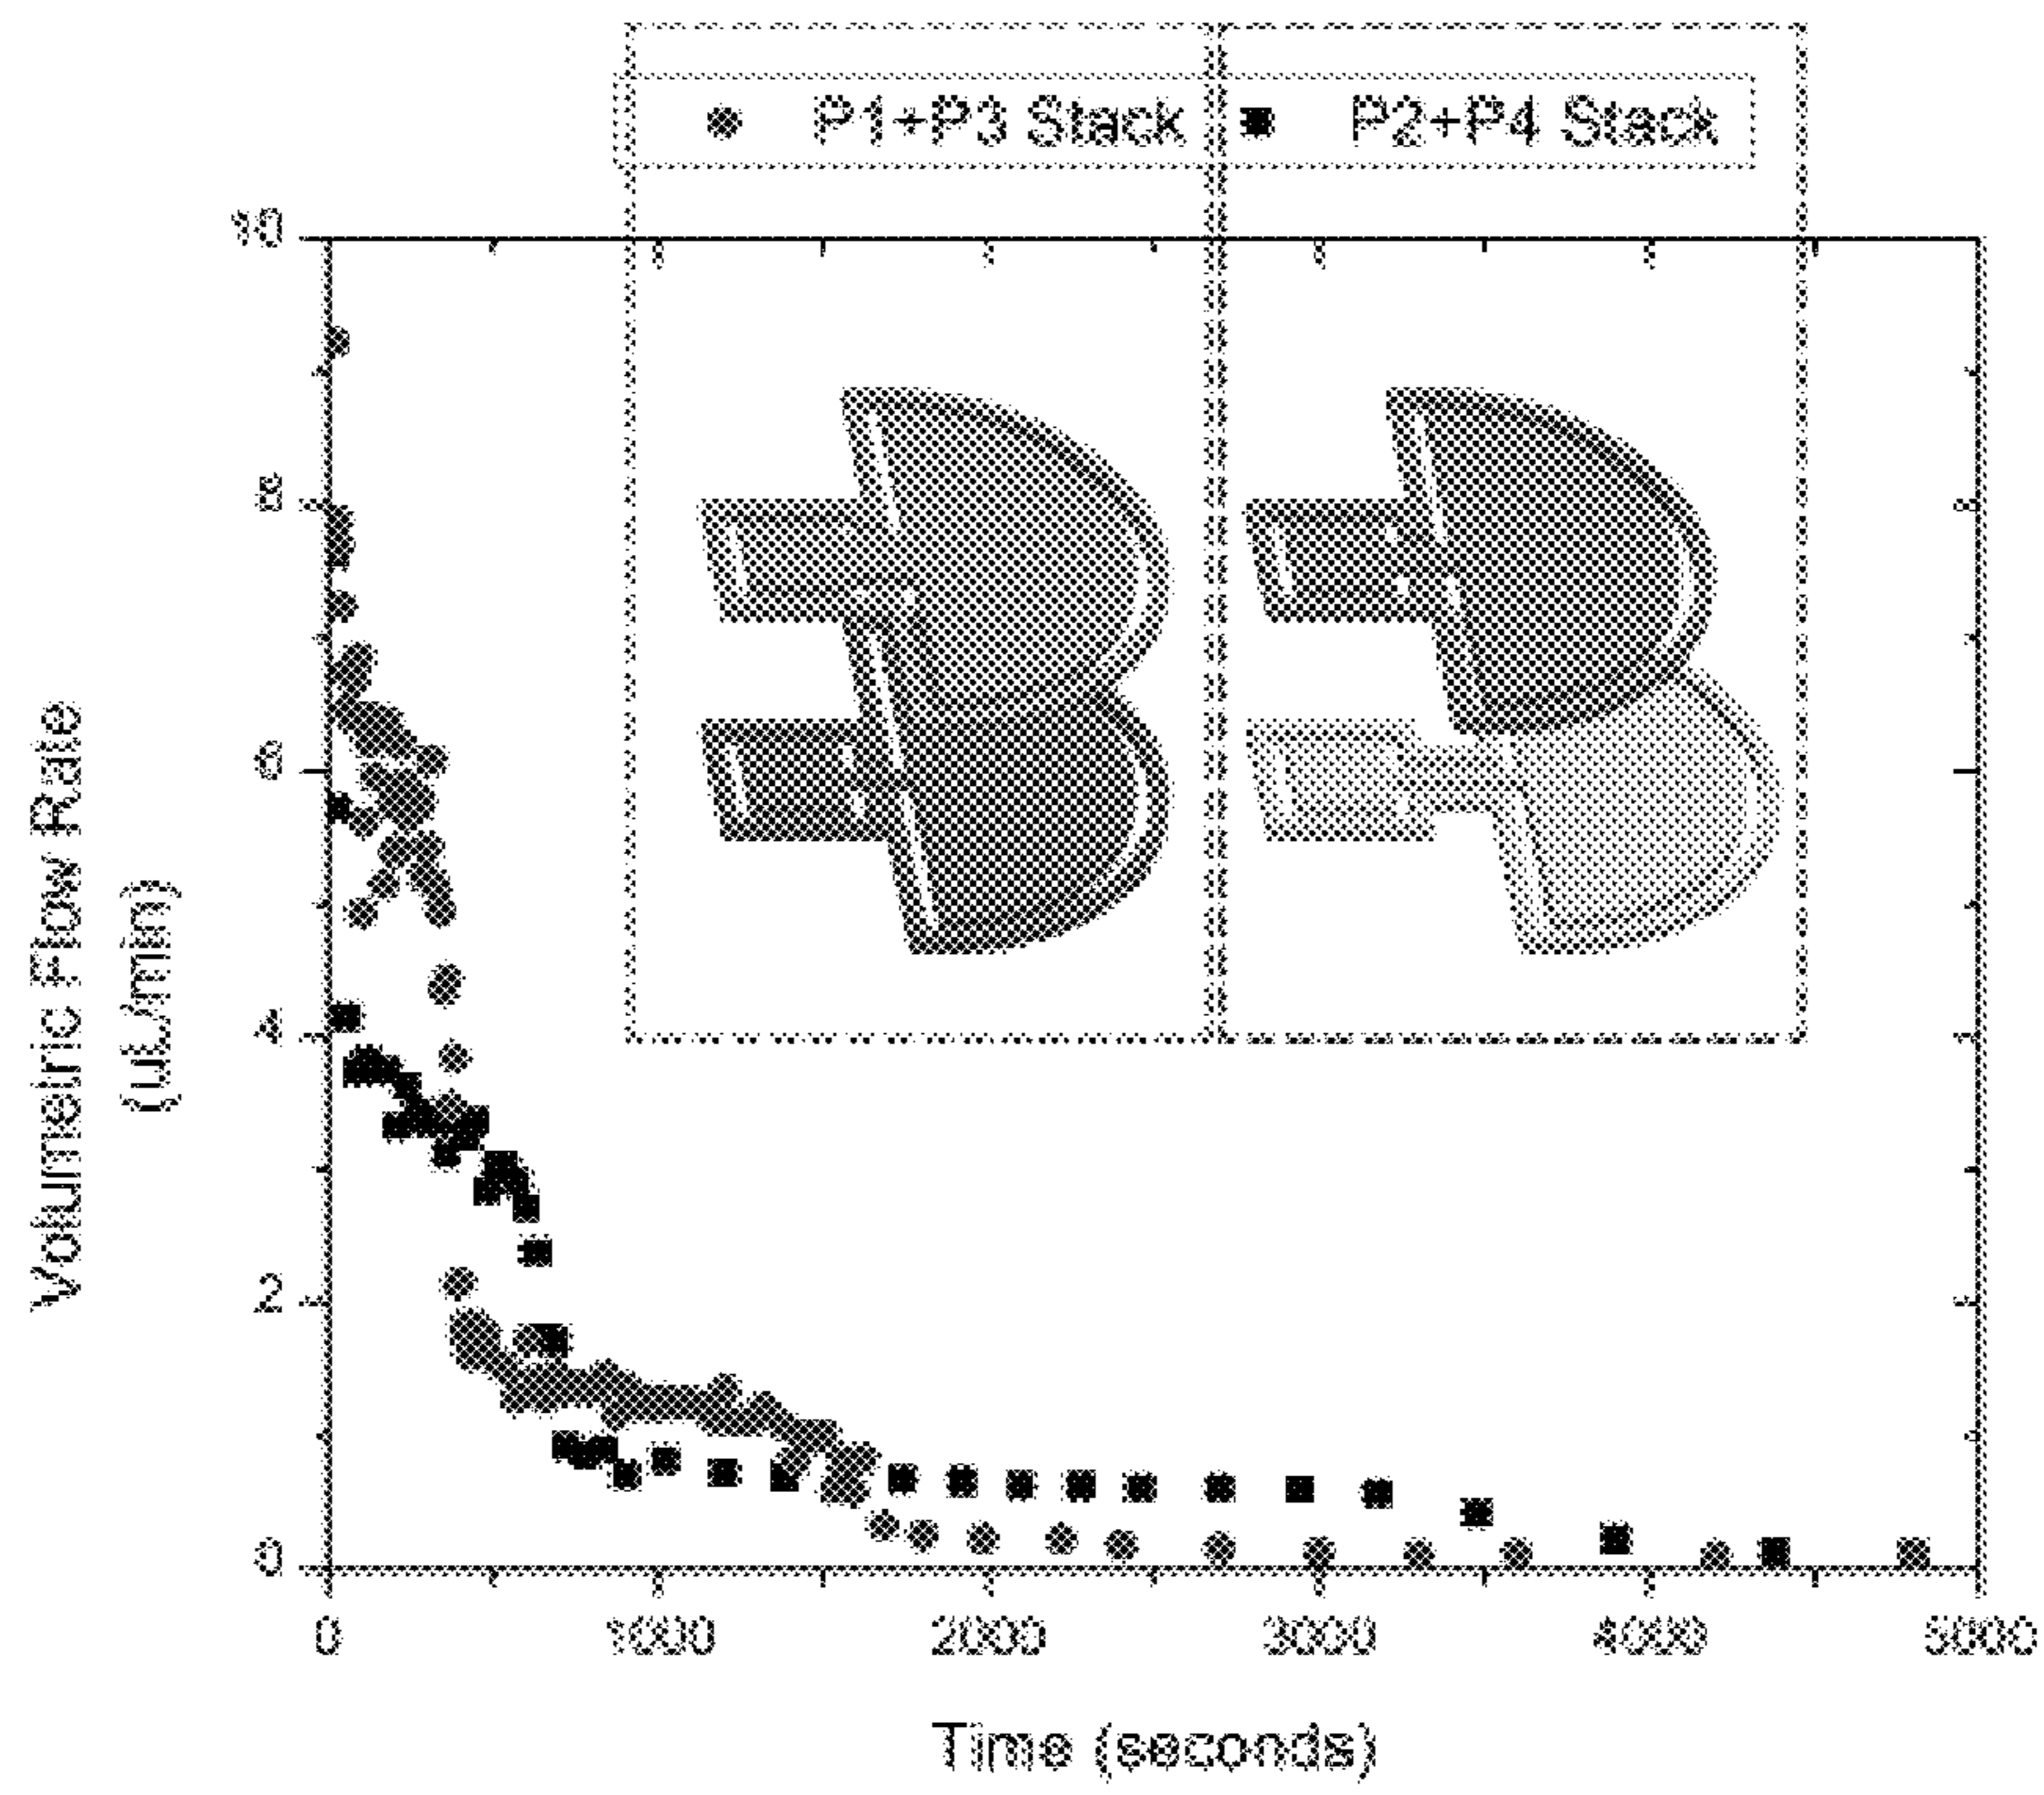 P1+P3 Stack P2+P4 Stack
10
8
6
4
2
0
0 1000 2000 3000 4000 5000
Volumetric Flow Rate
(uL/min)
Time (seconds)